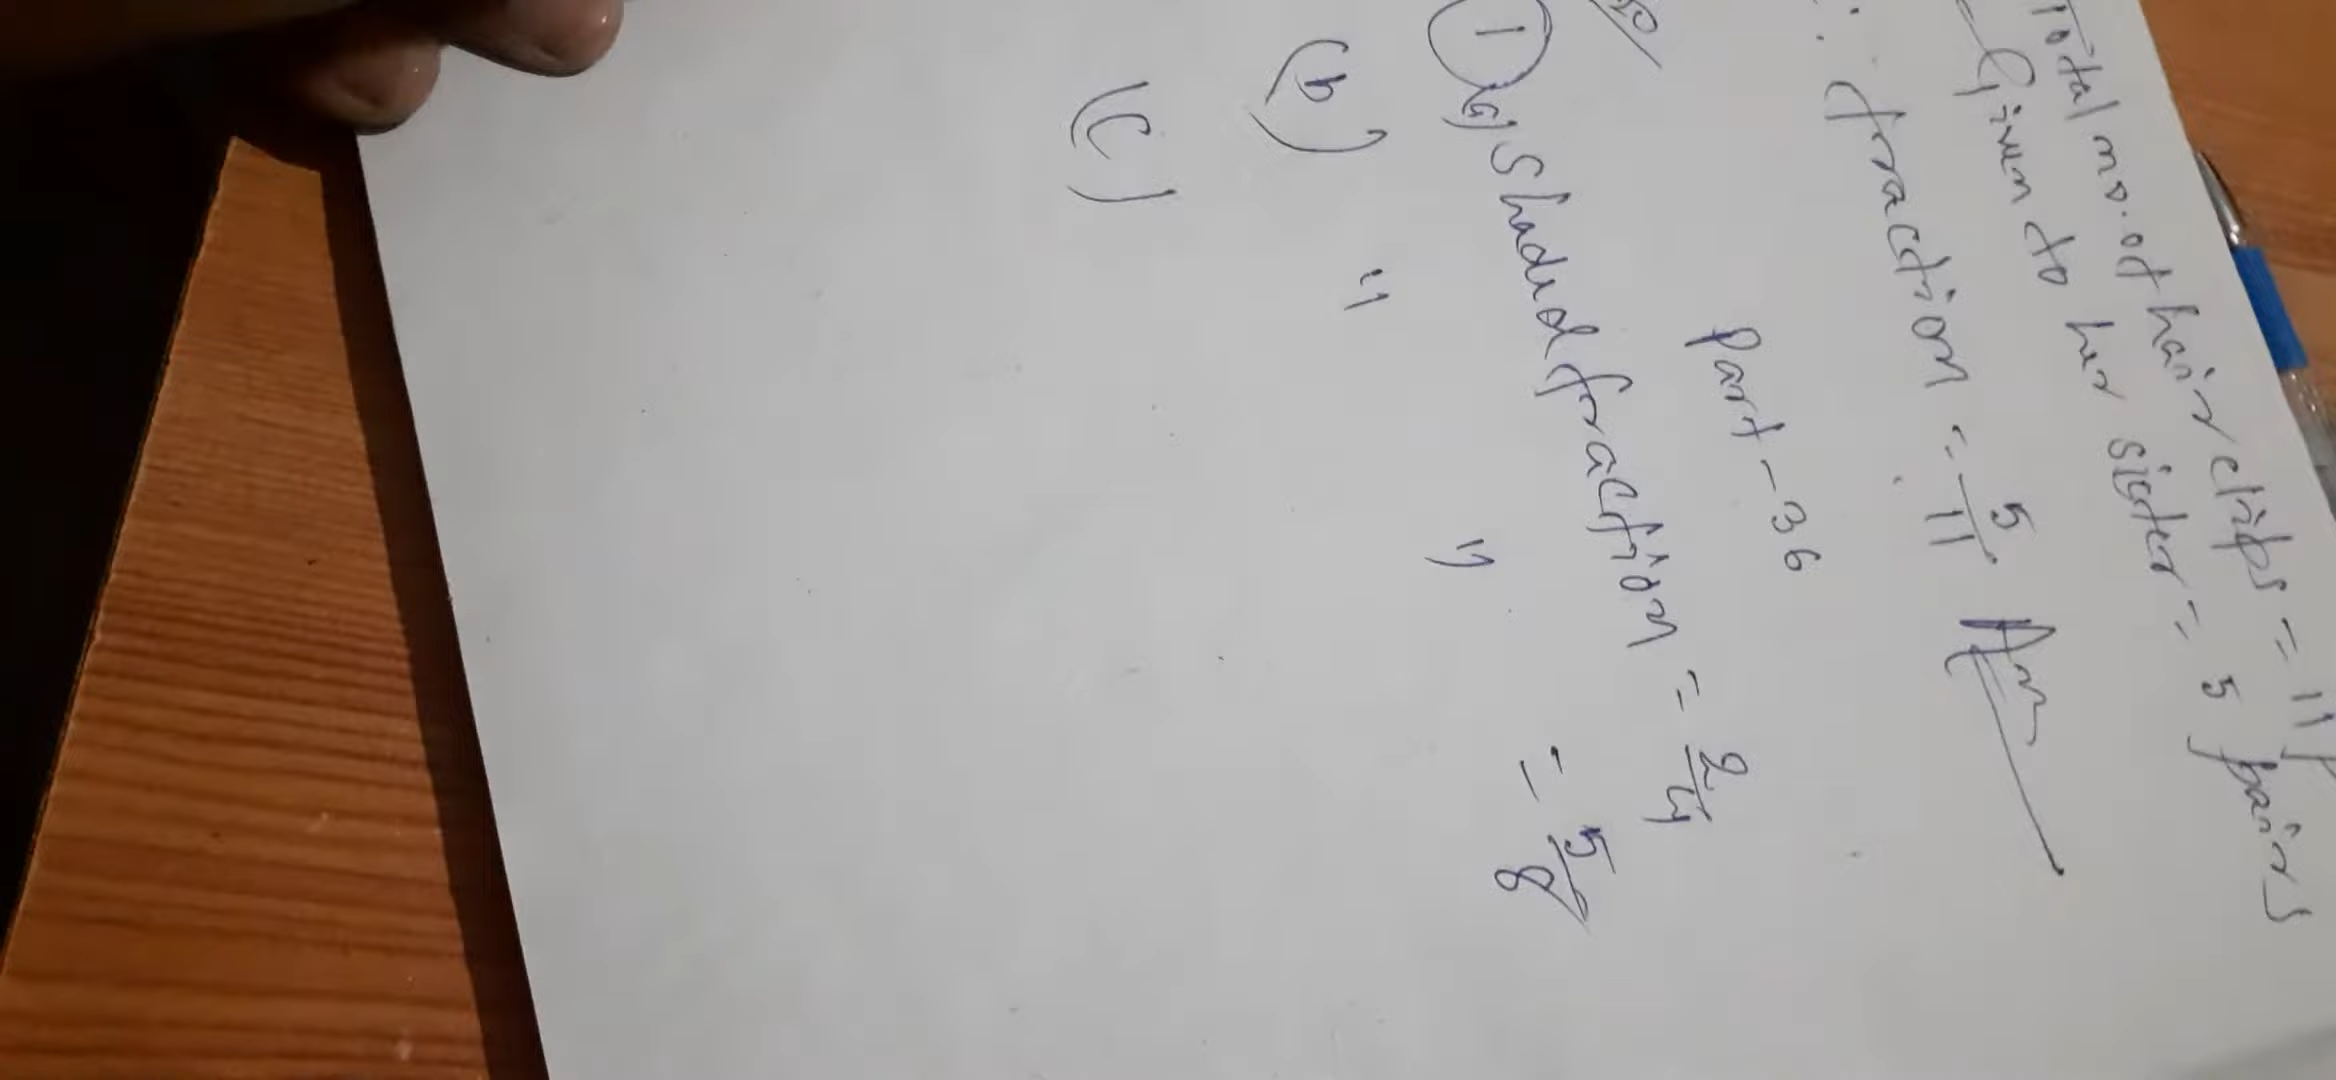 Total no. of hair clips = 11 p
Given to her sister = 5 pairs
∴ fraction = 5/11. Ans
Part - 36
① (a) Shaded fraction = 2/4
(b) " " = 5/8
(c)